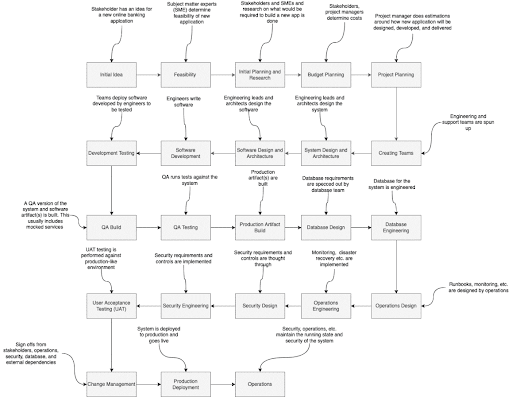 Stakeholder has an idea for
a new online banking
application
Subject matter experts
(SME) determine
feasibility of new
application
Stakeholders and SMEs and
research on what would be
required to build a new app is
done
Stakeholders,
project managers
determine costs
Project manager does estimations
around how new application will be
designed, developed, and delivered
Initial Idea
Feasibility
Initial Planning and
Research
Budget Planning
Project Planning
Teams deploy software
developed by engineers to
be tested
Engineers write
software
Engineering leads and
architects design the
software
Engineering leads and
architects design the
system
Engineering and
support teams are spun
up
Development Testing
Software
Development
Software Design and
Architecture
System Design and
Architecture
Creating Teams
A QA version of the
system and software
artifact(s) is built. This
usually includes
mocked services
QA runs tests against the
system
Production
artifact(s) are
built
Database requirements
are specced out by
database team
Database for the
system is engineered
QA Build
QA Testing
Production Artifact
Build
Database Design
Database
Engineering
UAT testing is
performed against
production-like
environment
Security requirements and
controls are implemented
Security requirements and
controls are thought
through
Monitoring, disaster
recovery etc. are
implemented
Runbooks, monitoring, etc.
are designed by operations
User Acceptance
Testing (UAT)
Security Engineering
Security Design
Operations
Engineering
Operations Design
Sign offs from
stakeholders, operations,
security, database, and
external dependencies
System is deployed
to production and
goes live
Security, operations, etc.
maintain the running state and
security of the system
Change Management
Production
Deployment
Operations